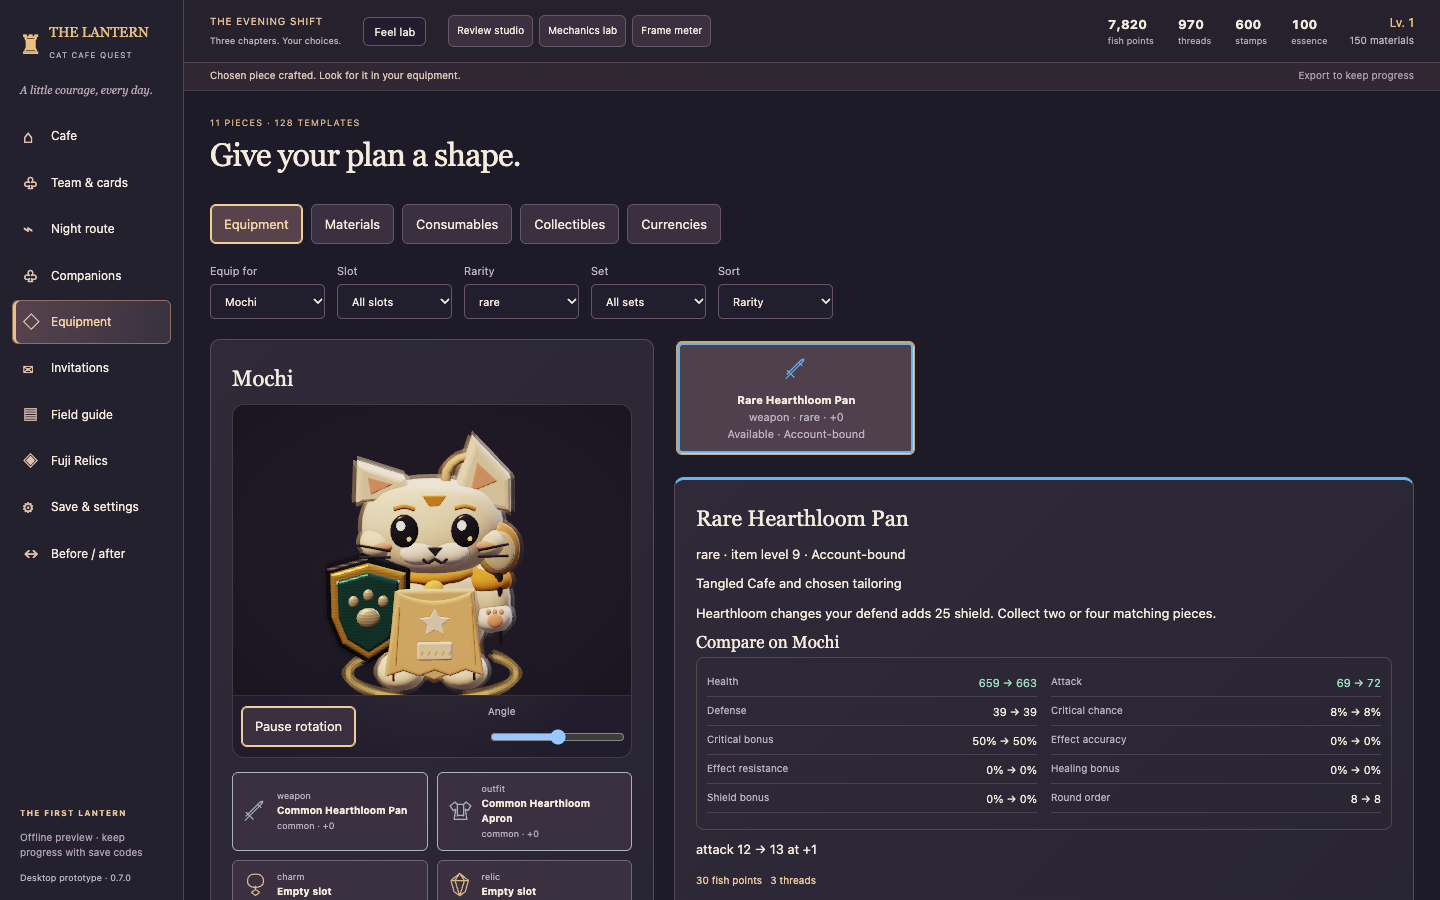 THE LANTERN
CAT CAFE QUEST
A little courage, every day.
Cafe
Team & cards
Night route
Companions
Equipment
Invitations
Field guide
Fuji Relics
Save & settings
Before / after
THE FIRST LANTERN
Offline preview · keep
progress with save codes
Desktop prototype · 0.7.0
THE EVENING SHIFT
Three chapters. Your choices.
Feel lab
Review studio
Mechanics lab
Frame meter
7,820
fish points
970
threads
600
stamps
100
essence
Lv. 1
150 materials
Chosen piece crafted. Look for it in your equipment.
Export to keep progress
11 PIECES · 128 TEMPLATES
Give your plan a shape.
Equipment
Materials
Consumables
Collectibles
Currencies
Equip for
Slot
Rarity
Set
Sort
Mochi
All slots
rare
All sets
Rarity
Mochi
Pause rotation
Angle
weapon
Common Hearthloom Pan
common · +0
outfit
Common Hearthloom
Apron
common · +0
charm
Empty slot
relic
Empty slot
Rare Hearthloom Pan
weapon · rare · +0
Available · Account-bound
Rare Hearthloom Pan
rare · item level 9 · Account-bound
Tangled Cafe and chosen tailoring
Hearthloom changes your defend adds 25 shield. Collect two or four matching pieces.
Compare on Mochi
Health 659 → 663
Attack 69 → 72
Defense 39 → 39
Critical chance 8% → 8%
Critical bonus 50% → 50%
Effect accuracy 0% → 0%
Effect resistance 0% → 0%
Healing bonus 0% → 0%
Shield bonus 0% → 0%
Round order 8 → 8
attack 12 → 13 at +1
30 fish points 3 threads